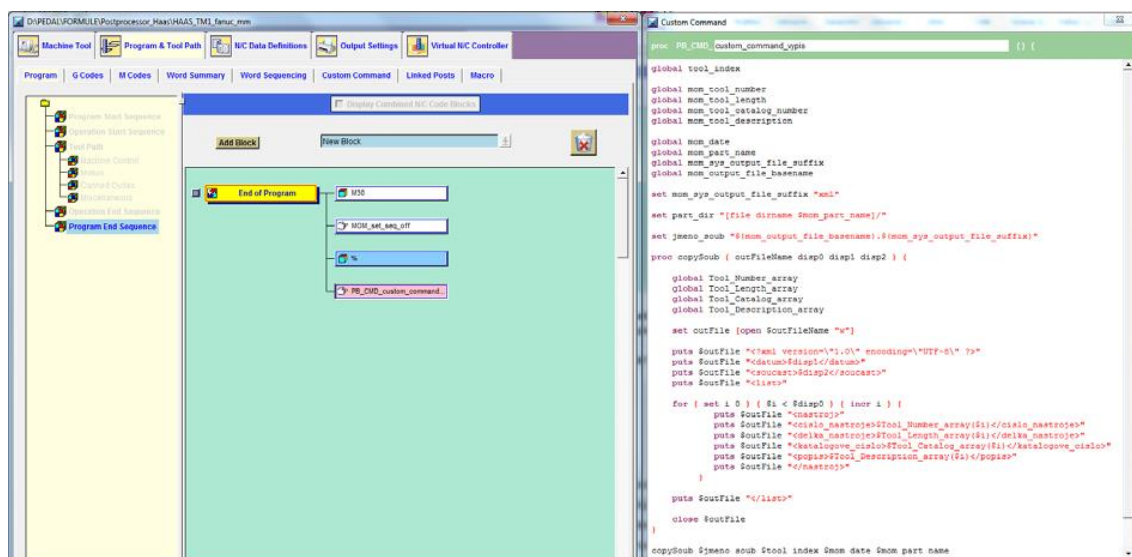 D:\PEDAL\FORMULE\Postprocessor_Haas\HAAS_TM1_fanuc_mm
Machine Tool
Program & Tool Path
N/C Data Definitions
Output Settings
Virtual N/C Controller
Program
G Codes
M Codes
Word Summary
Word Sequencing
Custom Command
Linked Posts
Macro
Display Combined N/C Code Blocks
Add Block
New Block
Program Start Sequence
Operation Start Sequence
Tool Path
Machine Control
Motion
Canned Cycles
Miscellaneous
Operation End Sequence
Program End Sequence
End of Program
M30
MOM_set_seq_off
%
PB_CMD_custom_command...
Custom Command
proc PB_CMD_ custom_command_vypis {} {
global tool_index
global mom_tool_number
global mom_tool_length
global mom_tool_catalog_number
global mom_tool_description
global mom_date
global mom_part_name
global mom_sys_output_file_suffix
global mom_output_file_basename
set mom_sys_output_file_suffix "xml"
set part_dir "[file dirname $mom_part_name]/"
set jmeno_soub "${mom_output_file_basename}.${mom_sys_output_file_suffix}"
proc copySoub { outFileName disp0 disp1 disp2 } {
global Tool_Number_array
global Tool_Length_array
global Tool_Catalog_array
global Tool_Description_array
set outFile [open $outFileName "w"]
puts $outFile "<?xml version=\"1.0\" encoding=\"UTF-8\" ?>"
puts $outFile "<datum>$disp1</datum>"
puts $outFile "<soucast>$disp2</soucast>"
puts $outFile "<list>"
for { set i 0 } { $i < $disp0 } { incr i } {
puts $outFile "<nastroj>"
puts $outFile "<cislo_nastroje>$Tool_Number_array($i)</cislo_nastroje>"
puts $outFile "<delka_nastroje>$Tool_Length_array($i)</delka_nastroje>"
puts $outFile "<katalogove_cislo>$Tool_Catalog_array($i)</katalogove_cislo>"
puts $outFile "<popis>$Tool_Description_array($i)</popis>"
puts $outFile "</nastroj>"
}
puts $outFile "</list>"
close $outFile
}
copySoub $jmeno_soub $tool_index $mom_date $mom_part_name